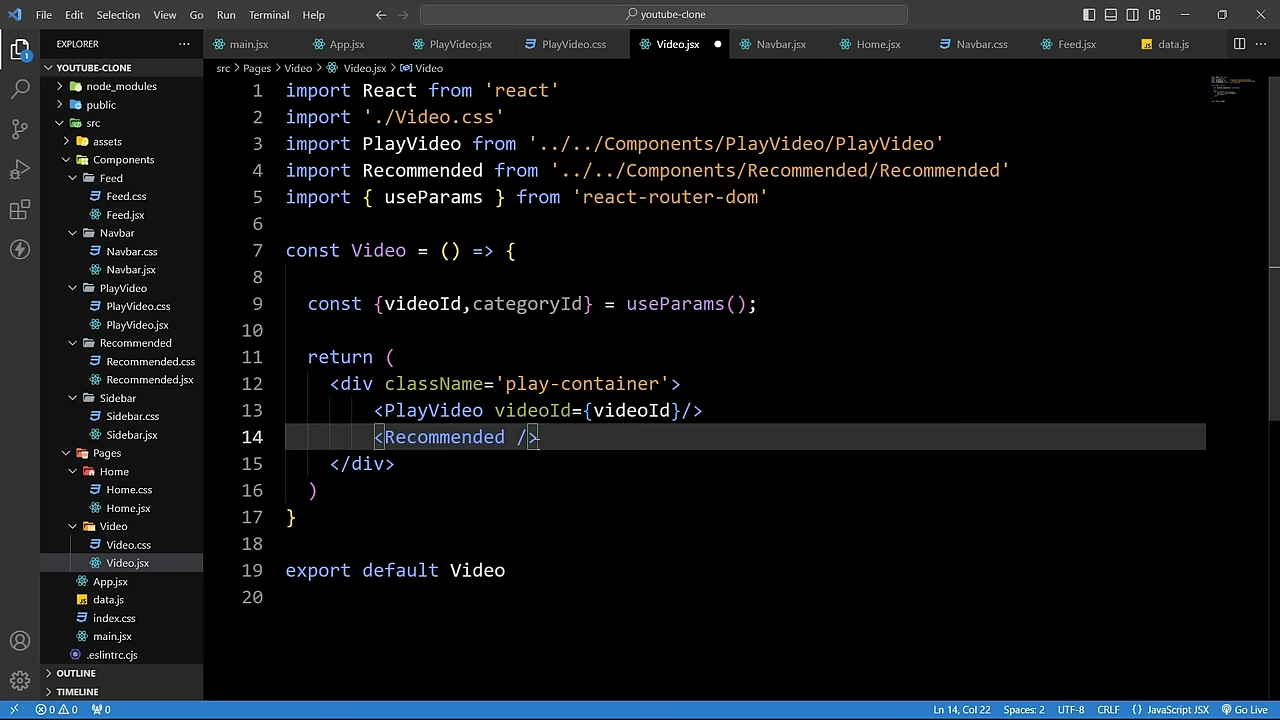 File Edit Selection View Go Run Terminal Help
youtube-clone
EXPLORER
main.jsx App.jsx PlayVideo.jsx PlayVideo.css Video.jsx Navbar.jsx Home.jsx Navbar.css Feed.jsx data.js
src > Pages > Video > Video.jsx > Video
YOUTUBE-CLONE
node_modules
public
src
assets
Components
Feed
Feed.css
Feed.jsx
Navbar
Navbar.css
Navbar.jsx
PlayVideo
PlayVideo.css
PlayVideo.jsx
Recommended
Recommended.css
Recommended.jsx
Sidebar
Sidebar.css
Sidebar.jsx
Pages
Home
Home.css
Home.jsx
Video
Video.css
Video.jsx
App.jsx
data.js
index.css
main.jsx
.eslintrc.cjs
OUTLINE
TIMELINE
1 import React from 'react'
2 import './Video.css'
3 import PlayVideo from '../../Components/PlayVideo/PlayVideo'
4 import Recommended from '../../Components/Recommended/Recommended'
5 import { useParams } from 'react-router-dom'
6
7 const Video = () => {
8
9 const {videoId,categoryId} = useParams();
10
11 return (
12 <div className='play-container'>
13 <PlayVideo videoId={videoId}/>
14 <Recommended />
15 </div>
16 )
17 }
18
19 export default Video
20
1
0 0 0 Ln 14, Col 22 Spaces: 2 UTF-8 CRLF {} JavaScript JSX Go Live